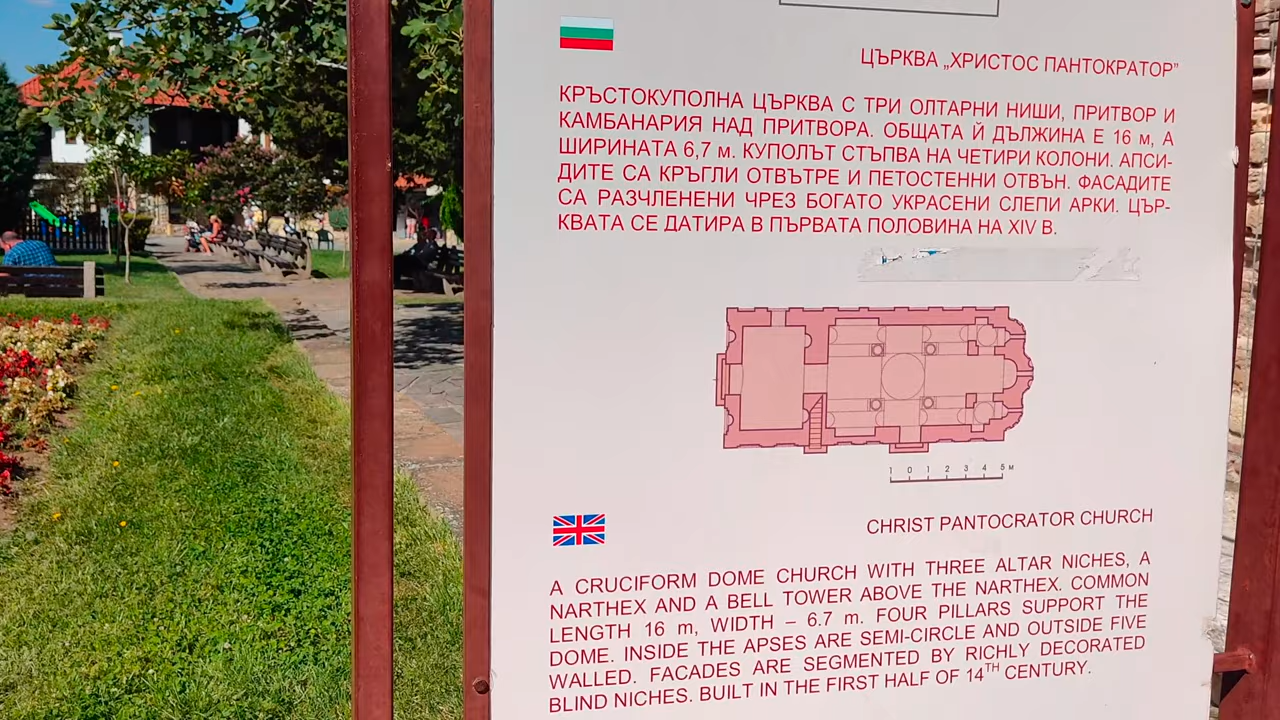 ЦЪРКВА „ХРИСТОС ПАНТОКРАТОР”
КРЪСТОКУПОЛНА ЦЪРКВА С ТРИ ОЛТАРНИ НИШИ, ПРИТВОР И
КАМБАНАРИЯ НАД ПРИТВОРА. ОБЩАТА Й ДЪЛЖИНА Е 16 м, А
ШИРИНАТА 6,7 м. КУПОЛЪТ СТЪПВА НА ЧЕТИРИ КОЛОНИ. АПСИ-
ДИТЕ СА КРЪГЛИ ОТВЪТРЕ И ПЕТОСТЕННИ ОТВЪН. ФАСАДИТЕ
СА РАЗЧЛЕНЕНИ ЧРЕЗ БОГАТО УКРАСЕНИ СЛЕПИ АРКИ. ЦЪР-
КВАТА СЕ ДАТИРА В ПЪРВАТА ПОЛОВИНА НА XIV В.
1 0 1 2 3 4 5 м
CHRIST PANTOCRATOR CHURCH
A CRUCIFORM DOME CHURCH WITH THREE ALTAR NICHES, A
NARTHEX AND A BELL TOWER ABOVE THE NARTHEX. COMMON
LENGTH 16 m, WIDTH – 6.7 m. FOUR PILLARS SUPPORT THE
DOME. INSIDE THE APSES ARE SEMI-CIRCLE AND OUTSIDE FIVE
WALLED. FACADES ARE SEGMENTED BY RICHLY DECORATED
BLIND NICHES. BUILT IN THE FIRST HALF OF 14TH CENTURY.